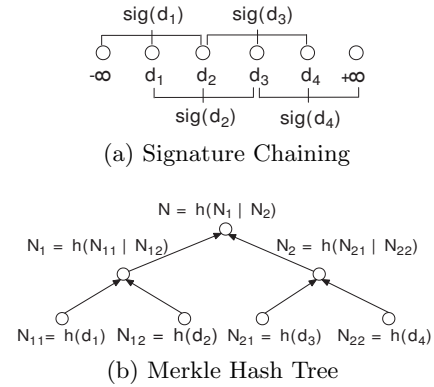 sig(d₁) sig(d₃)
-∞ d₁ d₂ d₃ d₄ +∞
sig(d₂) sig(d₄)
(a) Signature Chaining
N = h(N₁ | N₂)
N₁ = h(N₁₁ | N₁₂) N₂ = h(N₂₁ | N₂₂)
N₁₁= h(d₁) N₁₂ = h(d₂) N₂₁ = h(d₃) N₂₂ = h(d₄)
(b) Merkle Hash Tree